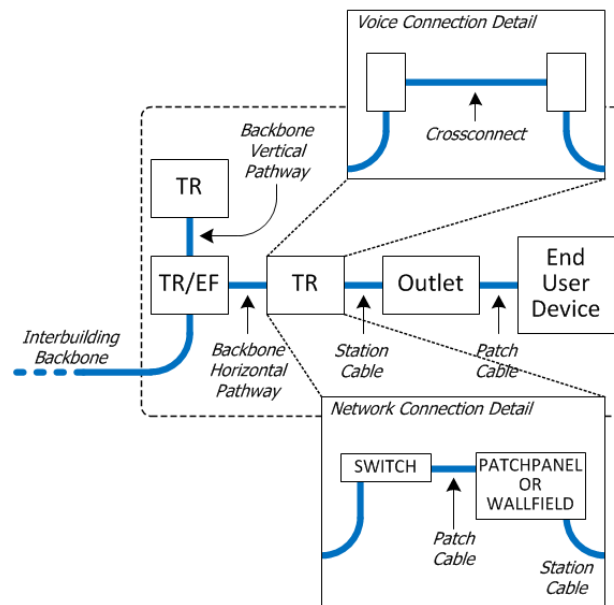 Voice Connection Detail
Crossconnect
Backbone
Vertical
Pathway
TR
TR/EF
TR
Outlet
End
User
Device
Interbuilding
Backbone
Backbone
Horizontal
Pathway
Station
Cable
Patch
Cable
Network Connection Detail
SWITCH
PATCHPANEL
OR
WALLFIELD
Patch
Cable
Station
Cable